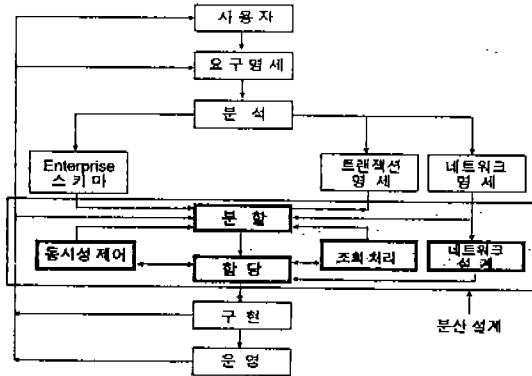 사용자
요구명세
분 석
Enterprise
스키마
트랜잭션
명세
네트워크
명세
분 할
동시성 제어
할 당
조회 처리
네트워크
설 계
구 현
분산 설계
운 영